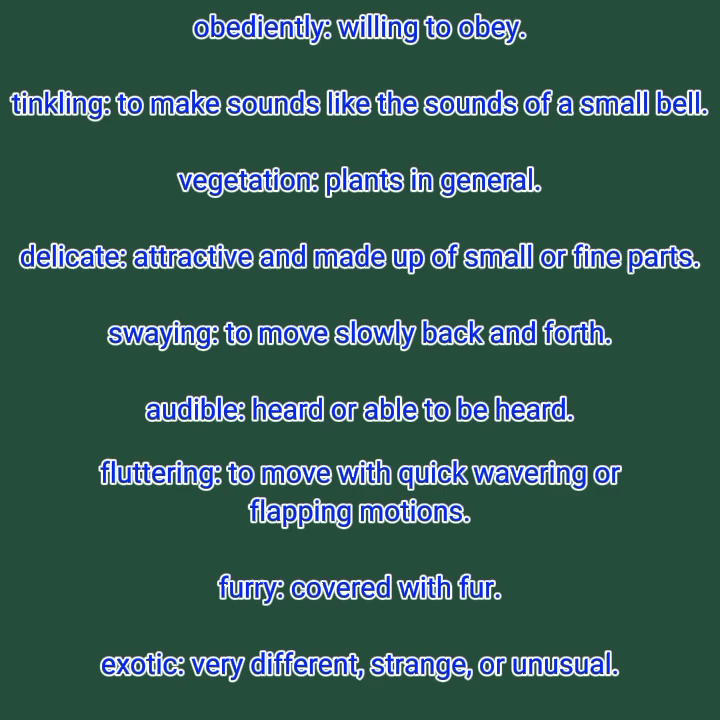 obediently: willing to obey.
tinkling: to make sounds like the sounds of a small bell.
vegetation: plants in general.
delicate: attractive and made up of small or fine parts.
swaying: to move slowly back and forth.
audible: heard or able to be heard.
fluttering: to move with quick wavering or
flapping motions.
furry: covered with fur.
exotic: very different, strange, or unusual.